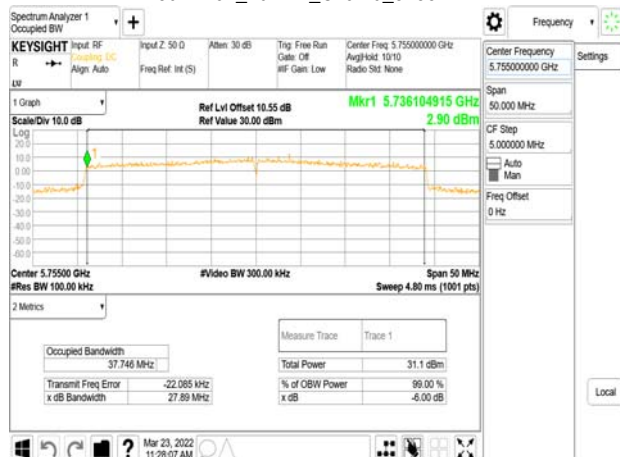 Spectrum Analyzer 1
Occupied BW
Frequency
KEYSIGHT
Input: RF
Coupling: DC
Align: Auto
Input Z: 50 Ω
Freq Ref: Int (S)
Atten: 30 dB
Trig: Free Run
Gate: Off
#IF Gain: Low
Center Freq: 5.755000000 GHz
Avg|Hold: 10/10
Radio Std: None
R
LXI
Center Frequency
5.755000000 GHz
Settings
Span
50.000 MHz
CF Step
5.000000 MHz
Auto
Man
Freq Offset
0 Hz
1 Graph
Scale/Div 10.0 dB
Ref Lvl Offset 10.55 dB
Ref Value 30.00 dBm
Mkr1 5.736104915 GHz
2.90 dBm
Log
20.0
10.0
0.00
-10.0
-20.0
-30.0
-40.0
-50.0
-60.0
1
Center 5.75500 GHz
#Res BW 100.00 kHz
#Video BW 300.00 kHz
Span 50 MHz
Sweep 4.80 ms (1001 pts)
2 Metrics
Measure Trace Trace 1
Occupied Bandwidth
37.746 MHz
Total Power 31.1 dBm
Transmit Freq Error -22.085 kHz
% of OBW Power 99.00 %
x dB Bandwidth 27.89 MHz
x dB -6.00 dB
Local
?
Mar 23, 2022
11:28:07 AM